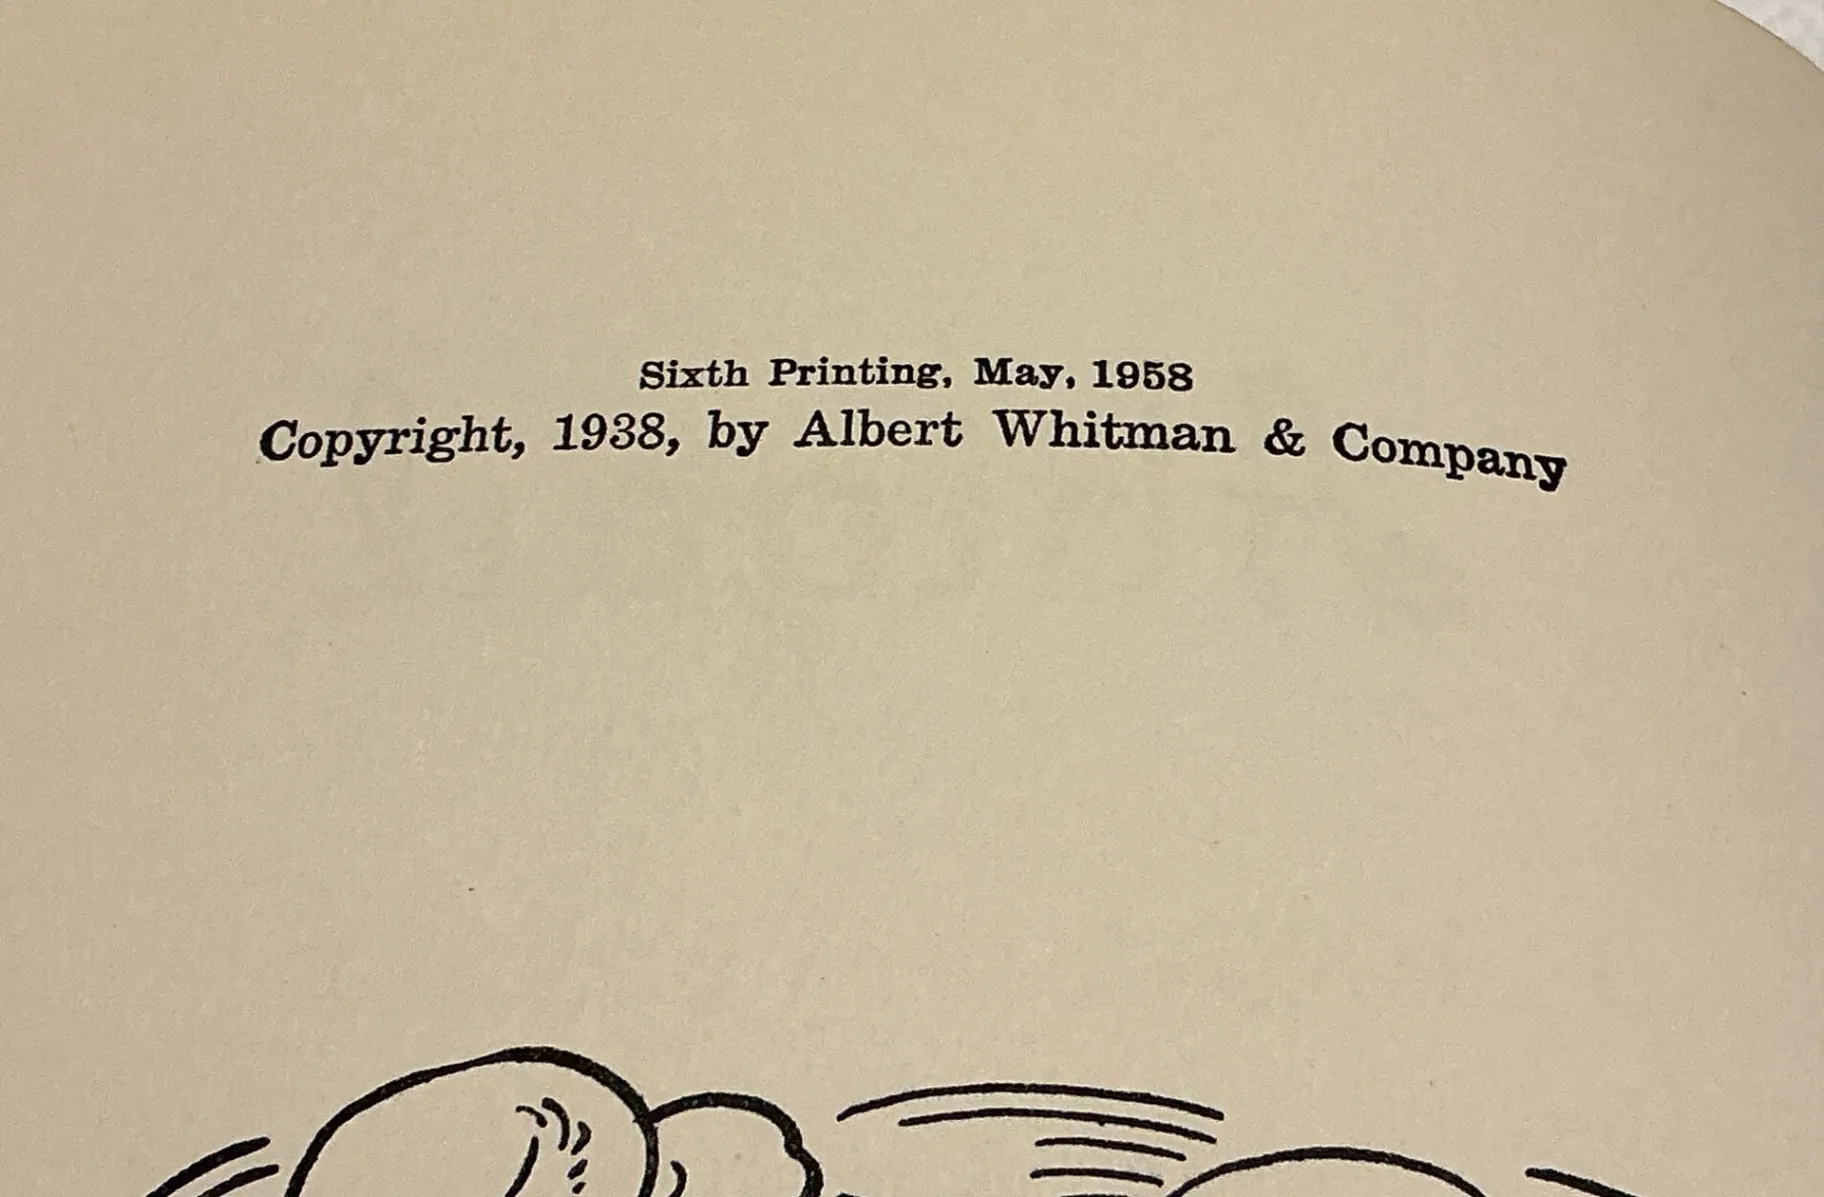 Sixth Printing, May, 1958
Copyright, 1938, by Albert Whitman & Company